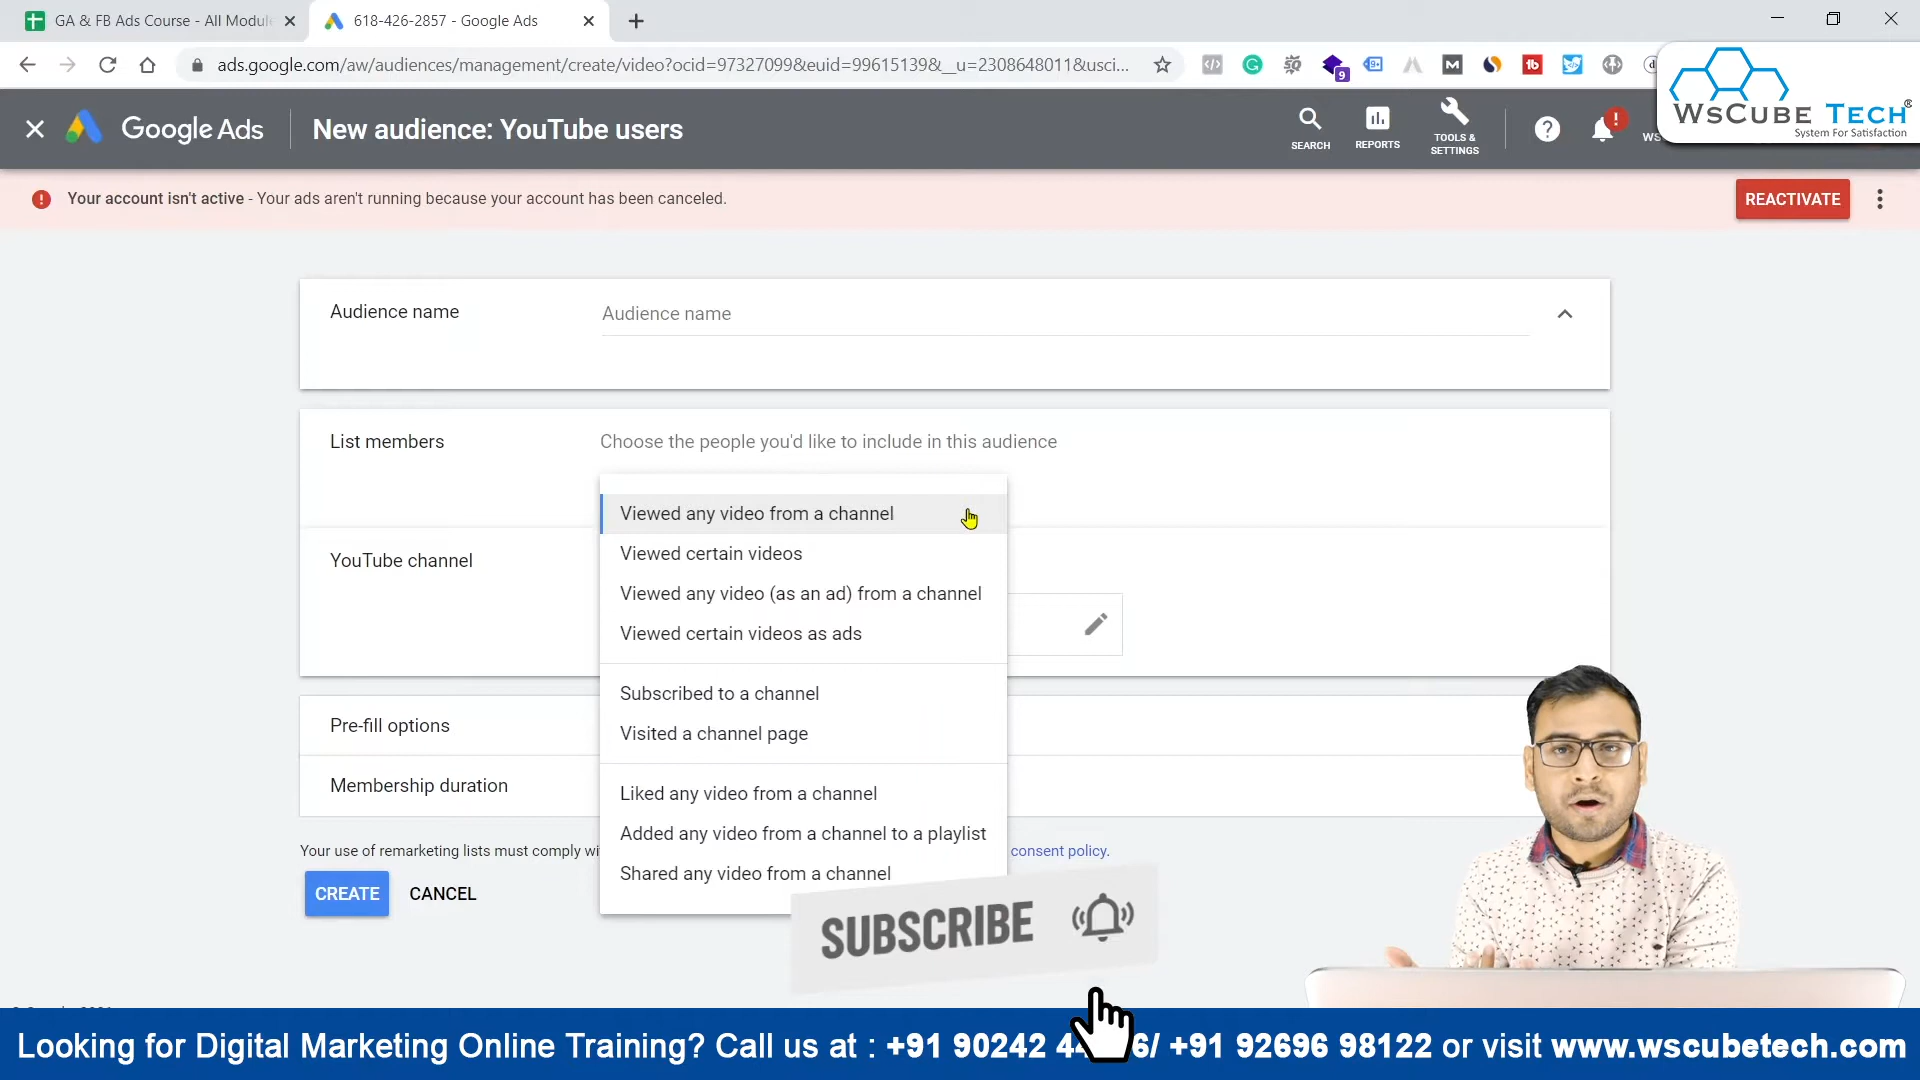 GA & FB Ads Course - All Module
618-426-2857 - Google Ads
ads.google.com/aw/audiences/management/create/video?ocid=97327099&euid=99615139&__u=2308648011&usci...
9
WsCube Tech®
System For Satisfaction
Google Ads
New audience: YouTube users
SEARCH
REPORTS
TOOLS & SETTINGS
WS
Your account isn't active - Your ads aren't running because your account has been canceled.
REACTIVATE
Audience name
Audience name
List members
Choose the people you'd like to include in this audience
Viewed any video from a channel
Viewed certain videos
YouTube channel
Viewed any video (as an ad) from a channel
Viewed certain videos as ads
Subscribed to a channel
Pre-fill options
Visited a channel page
Membership duration
Liked any video from a channel
Added any video from a channel to a playlist
Your use of remarketing lists must comply wi
consent policy.
Shared any video from a channel
CREATE
CANCEL
SUBSCRIBE
Looking for Digital Marketing Online Training? Call us at : +91 90242 4 6/ +91 92696 98122 or visit www.wscubetech.com